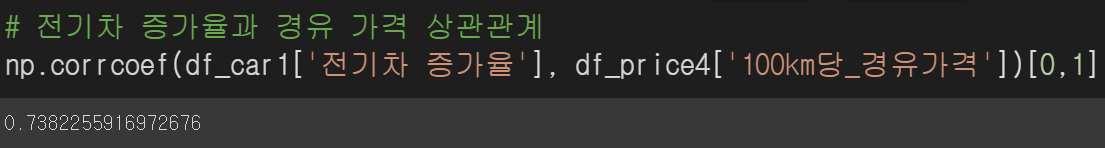 # 전기차 증가율과 경유 가격 상관관계
np.corrcoef(df_car1['전기차 증가율'], df_price4['100km당_경유가격'])[0,1]
0.7382255916972676